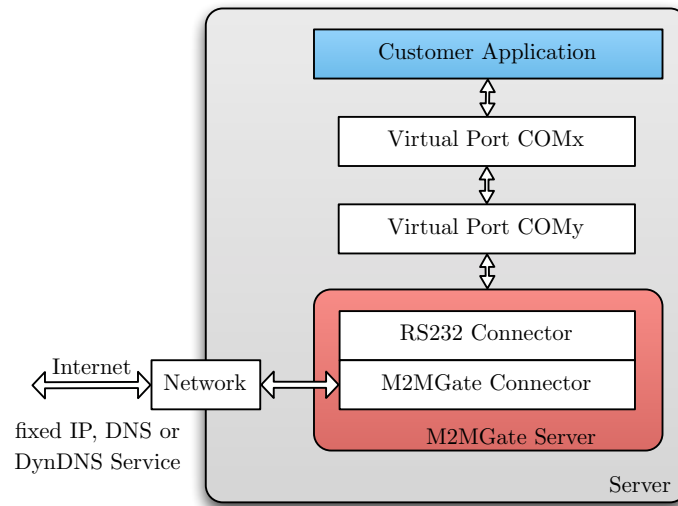 Customer Application
Virtual Port COMx
Virtual Port COMy
RS232 Connector
Internet
Network
M2MGate Connector
fixed IP, DNS or
DynDNS Service
M2MGate Server
Server